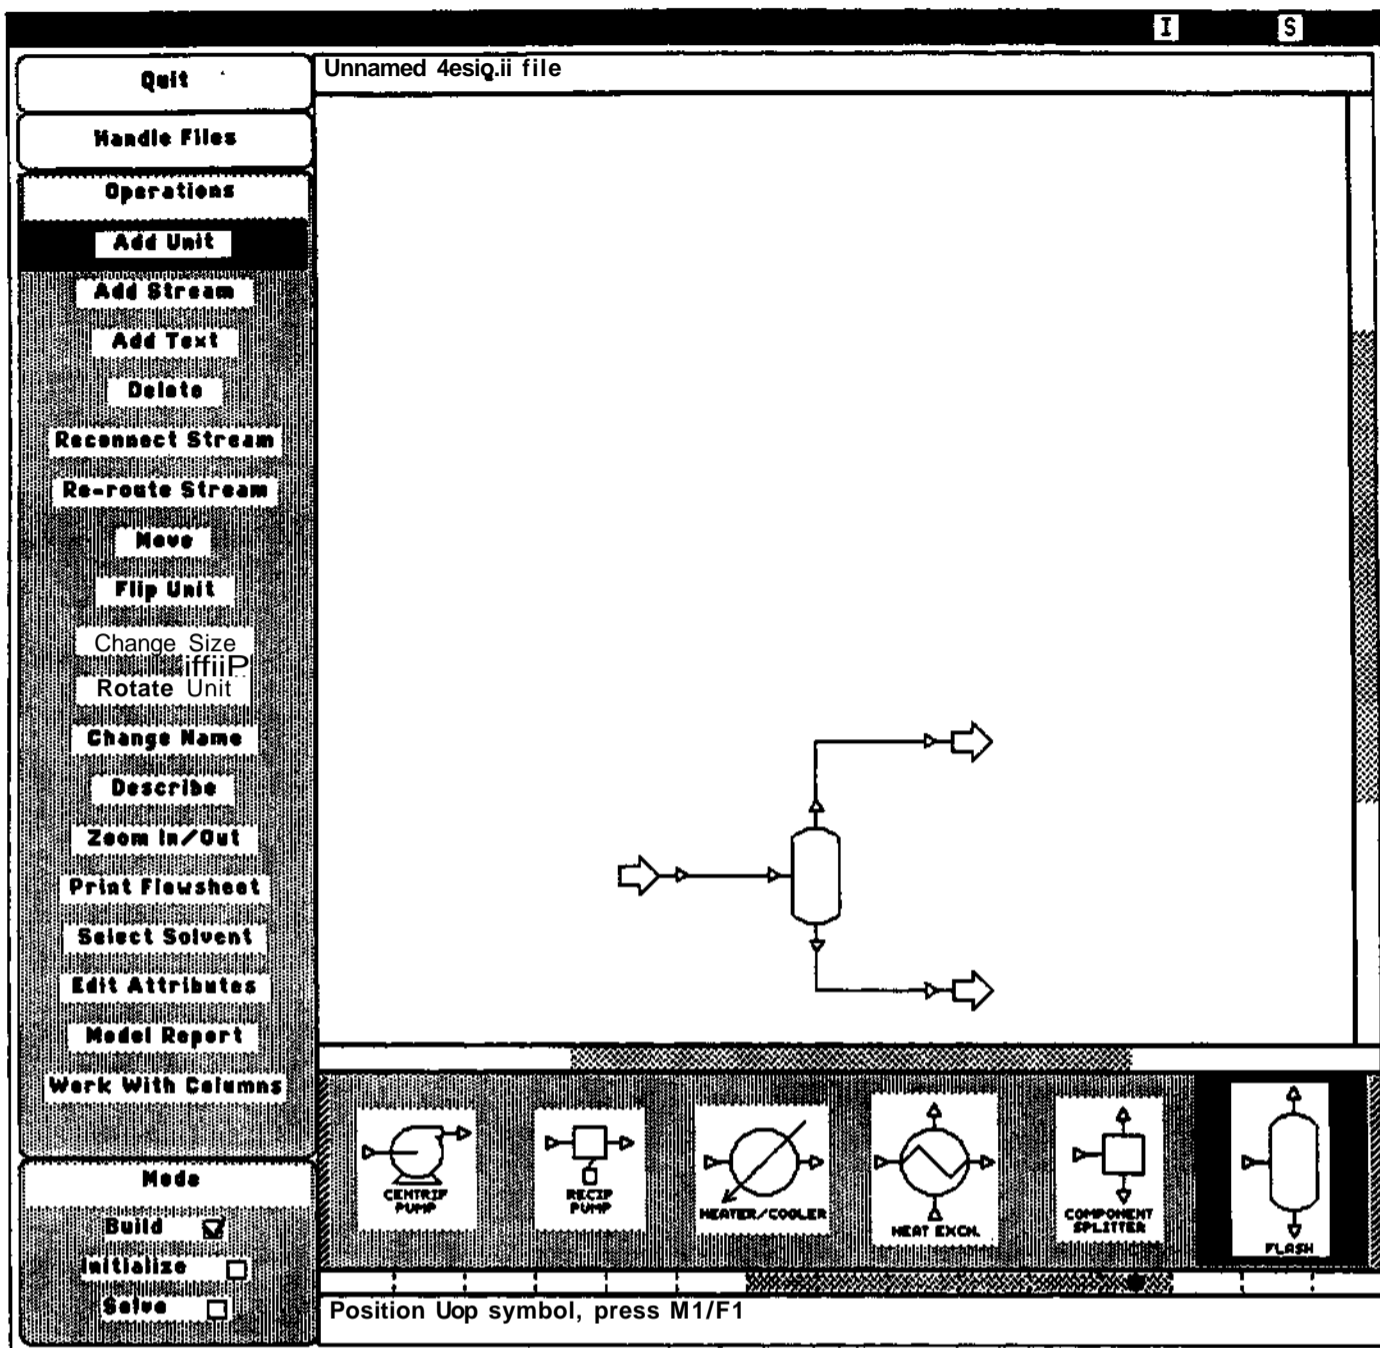 I S
Unnamed 4esiQ.ii file
Quit
Handle Files
Operations
Add Unit
Add Stream
Add Text
Delete
Reconnect Stream
Re-route Stream
Move
Flip Unit
Change Size
iffiiP
Rotate Unit
Change Name
Describe
Zoom In/Out
Print Flowsheet
Select Solvent
Edit Attributes
Model Report
Work With Columns
Mode
Build
Initialize
Solve
CENTRIF
PUMP
RECIP
PUMP
HEATER/COOLER
HEAT EXCH.
COMPONENT
SPLITTER
FLASH
Position Uop symbol, press M1/F1